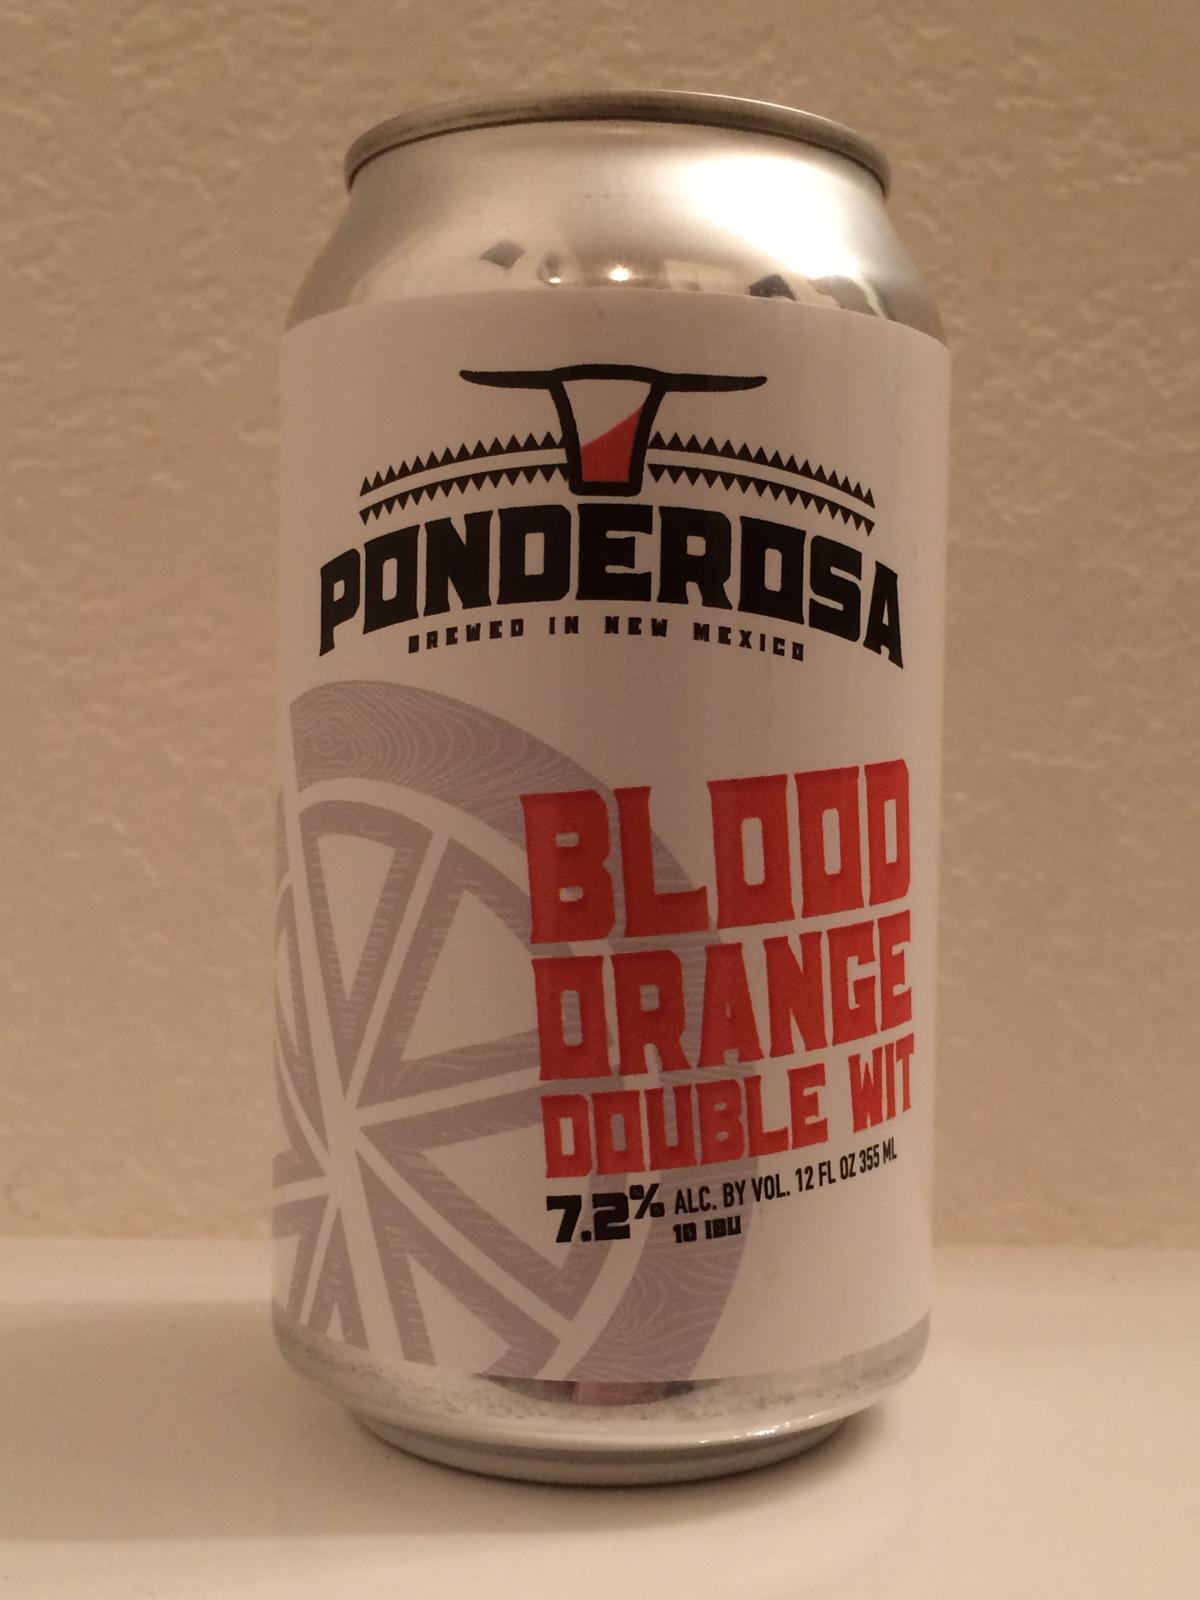 PONDEROSA
BREWED IN NEW MEXICO
BLOOD
ORANGE
DOUBLE WIT
7.2% ALC. BY VOL. 12 FL OZ 355 ML
10 IBU